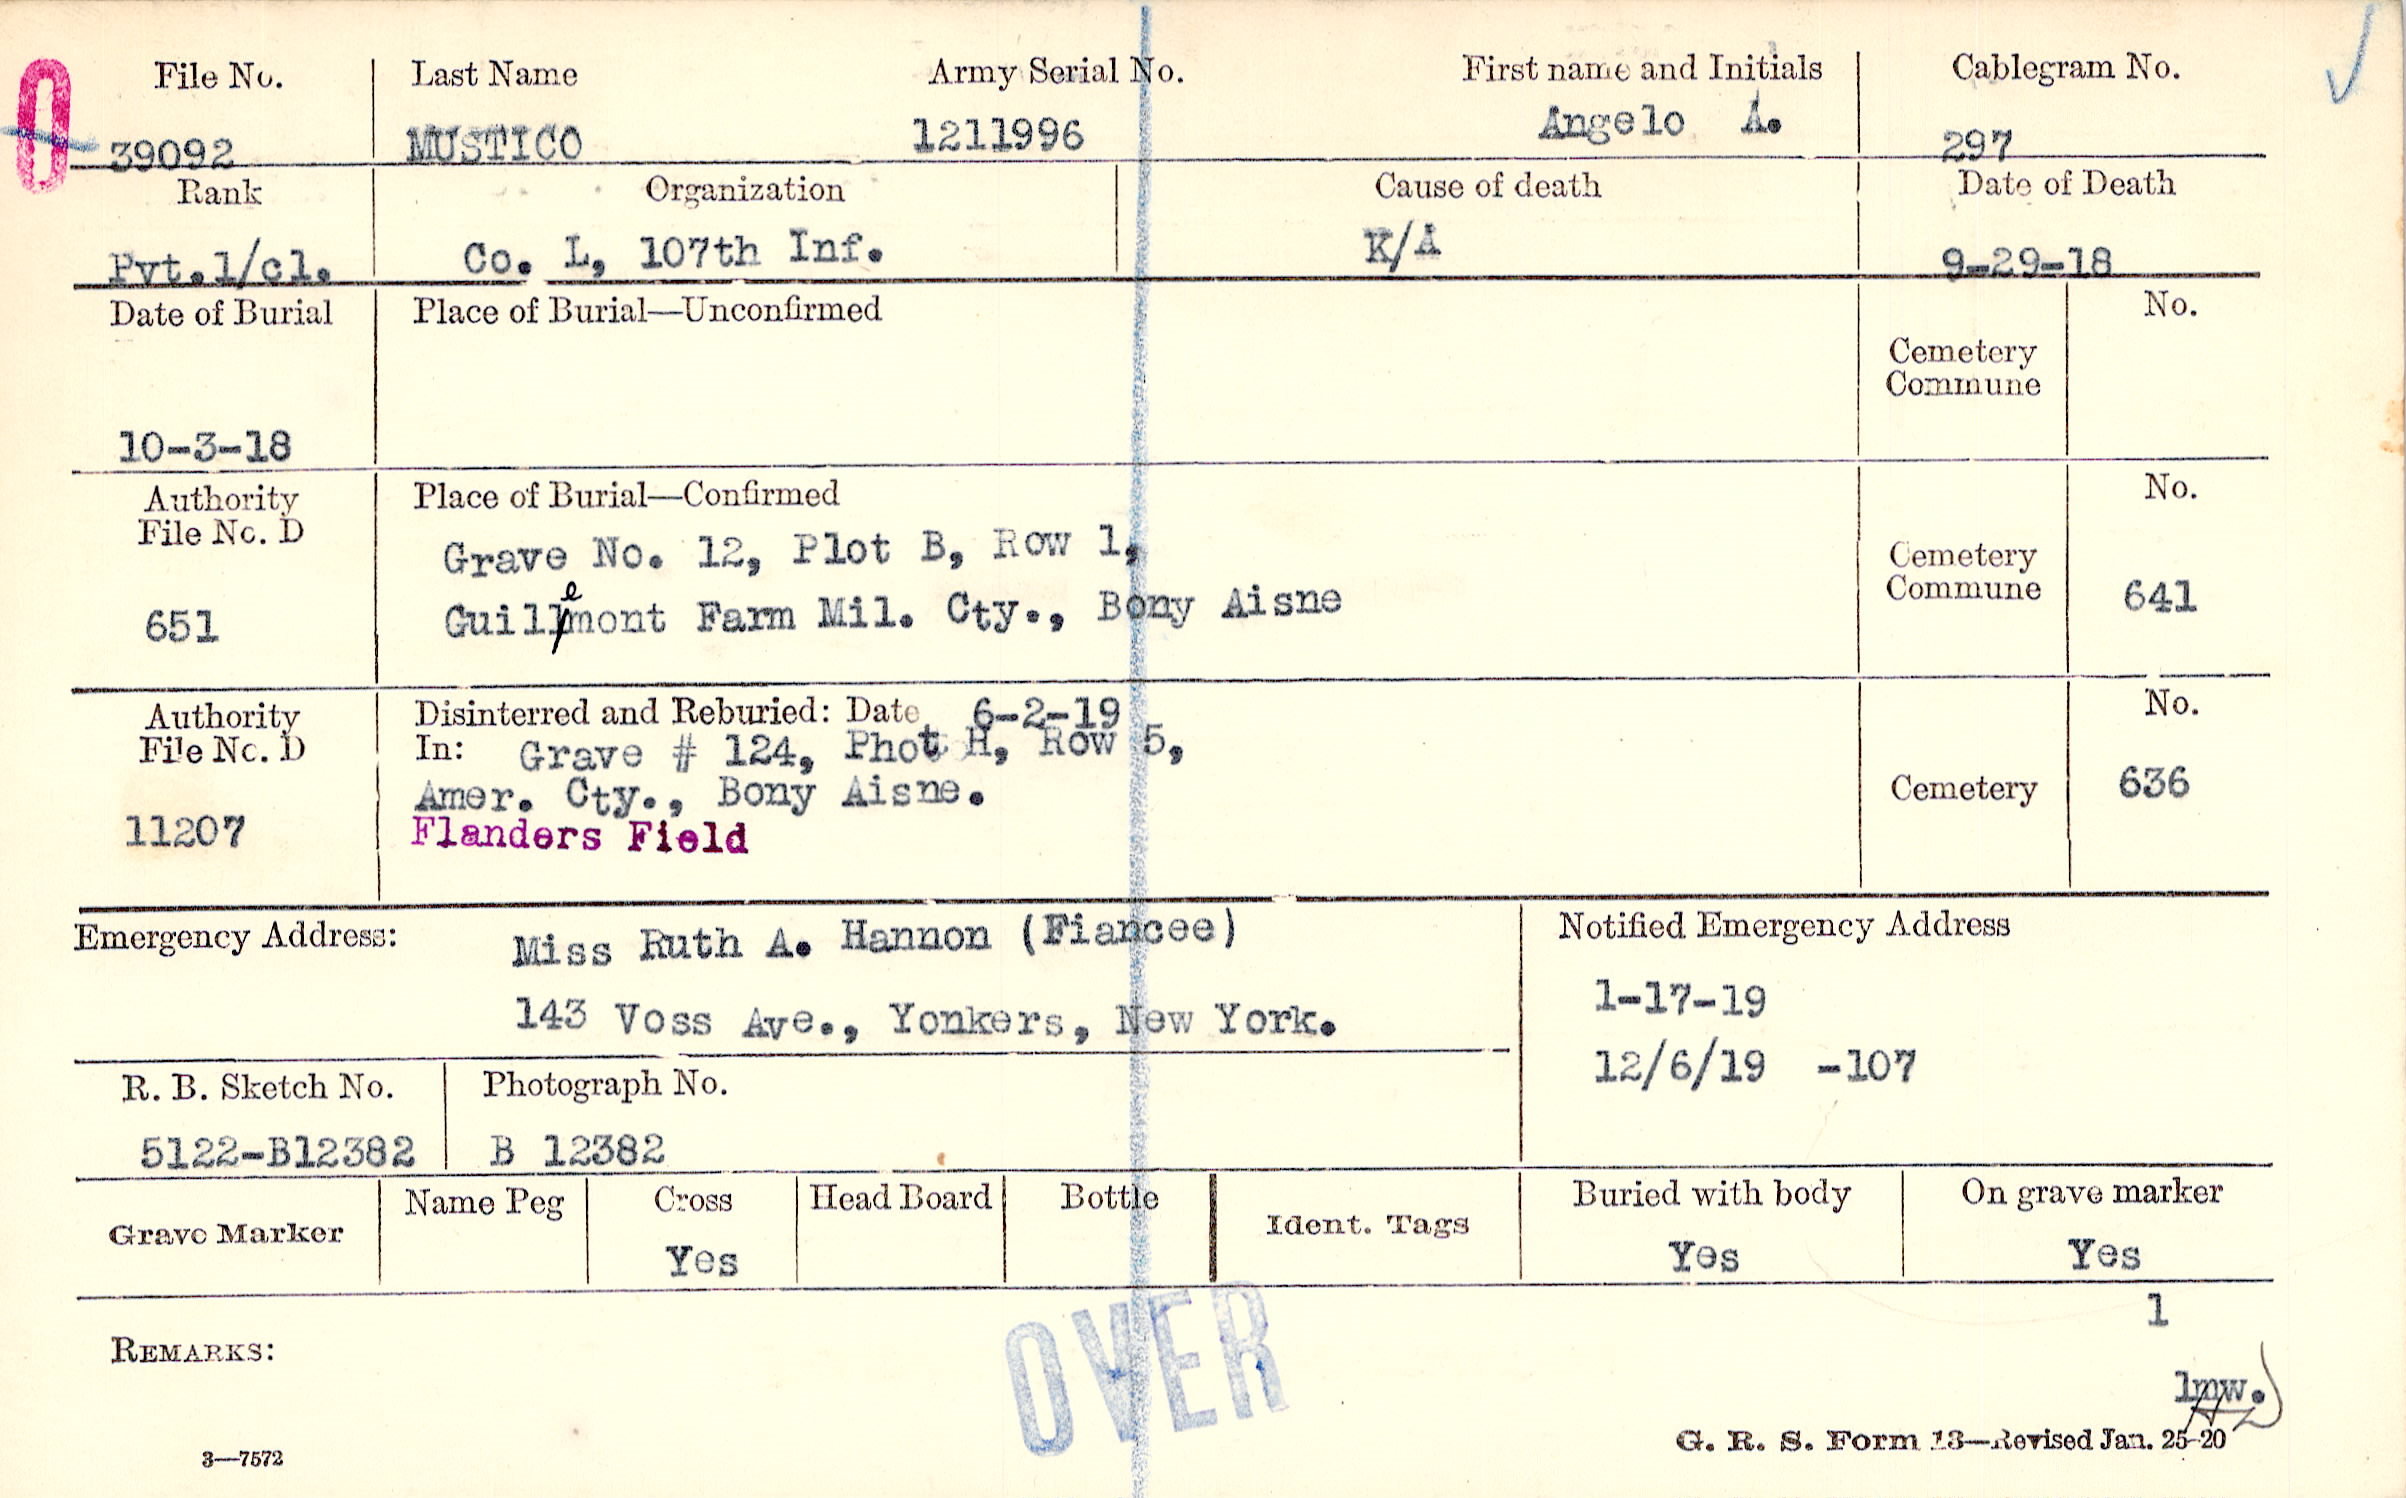 File No.
Last Name
Army Serial No.
First name and Initials
Cablegram No.
0
39092
MUSTICO
1211996
Angelo A.
297
Rank
Organization
Cause of death
Date of Death
Pvt.1/cl.
Co. L, 107th Inf.
K/A
9-29-18
Date of Burial
Place of Burial—Unconfirmed
Cemetery
Commune
No.
10-3-18
Authority
File No. D
Place of Burial—Confirmed
No.
Grave No. 12, Plot B, Row 1,
Guillemont Farm Mil. Cty., Bony Aisne
651
Cemetery
Commune
641
Authority
File No. D
Disinterred and Reburied: Date 6-2-19
In: Grave # 124, Phot H, Row 5,
Amer. Cty., Bony Aisne.
Flanders Field
11207
No.
Cemetery
636
Emergency Address:
Miss Ruth A. Hannon (Fiancee)
143 Voss Ave., Yonkers, New York.
Notified Emergency Address
1-17-19
12/6/19 -107
R. B. Sketch No.
Photograph No.
5122-B12382
B 12382
Grave Marker
Name Peg
Cross
Head Board
Bottle
Ident. Tags
Buried with body
On grave marker
Yes
Yes
Yes
1
REMARKS:
OVER
lmw.
3—7572
G. R. S. Form 13—Revised Jan. 25-20